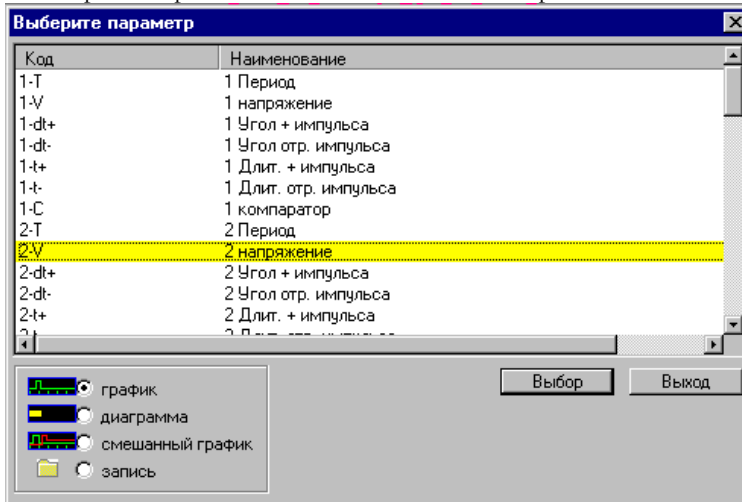 Выберите параметр
Код Наименование
1-T 1 Период
1-V 1 напряжение
1-dt+ 1 Угол + импульса
1-dt- 1 Угол отр. импульса
1-t+ 1 Длит. + импульса
1-t- 1 Длит. отр. импульса
1-C 1 компаратор
2-T 2 Период
2-V 2 напряжение
2-dt+ 2 Угол + импульса
2-dt- 2 Угол отр. импульса
2-t+ 2 Длит. + импульса
график
диаграмма
смешанный график
запись
Выбор Выход